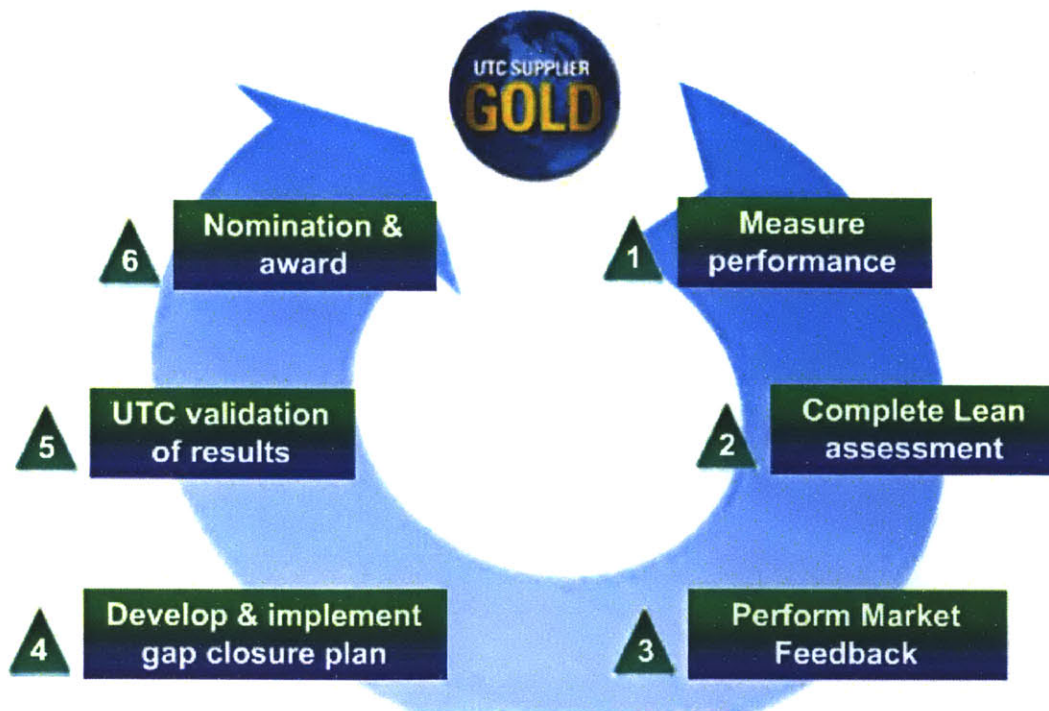 UTC SUPPLIER
GOLD
1
Measure
performance
2
Complete Lean
assessment
3
Perform Market
Feedback
4
Develop & implement
gap closure plan
5
UTC validation
of results
6
Nomination &
award